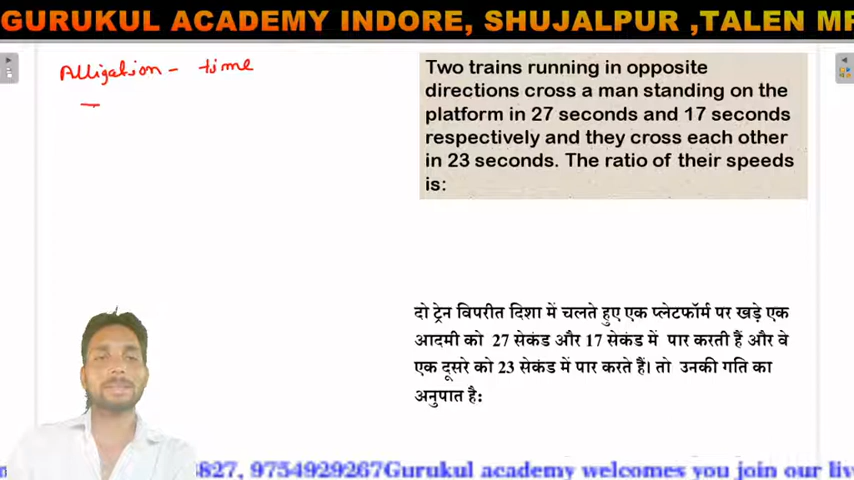 GURUKUL ACADEMY INDORE, SHUJALPUR ,TALEN MP
Alligation - time
Two trains running in opposite
directions cross a man standing on the
platform in 27 seconds and 17 seconds
respectively and they cross each other
in 23 seconds. The ratio of their speeds
is:
दो ट्रेन विपरीत दिशा में चलते हुए एक प्लेटफॉर्म पर खड़े एक
आदमी को 27 सेकंड और 17 सेकंड में पार करती हैं और वे
एक दूसरे को 23 सेकंड में पार करते हैं। तो उनकी गति का
अनुपात है:
3827, 9754929267Gurukul academy welcomes you join our liv